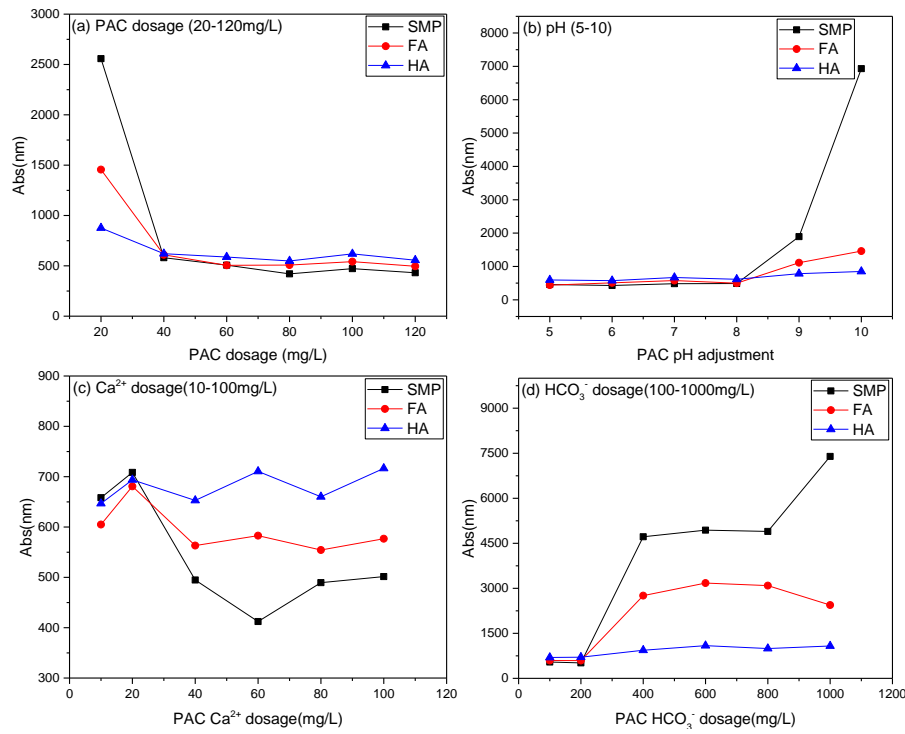 (a) PAC dosage (20-120mg/L)
SMP
FA
HA
3000
2500
2000
1500
1000
500
0
Abs(nm)
20 40 60 80 100 120
PAC dosage (mg/L)
(b) pH (5-10)
SMP
FA
HA
8000
7000
6000
5000
4000
3000
2000
1000
0
Abs(nm)
5 6 7 8 9 10
PAC pH adjustment
(c) Ca²⁺ dosage(10-100mg/L)
SMP
FA
HA
900
800
700
600
500
400
300
Abs(nm)
0 20 40 60 80 100 120
PAC Ca²⁺ dosage(mg/L)
(d) HCO₃⁻ dosage(100-1000mg/L)
SMP
FA
HA
9000
7500
6000
4500
3000
1500
0
Abs(nm)
0 200 400 600 800 1000 1200
PAC HCO₃⁻ dosage(mg/L)